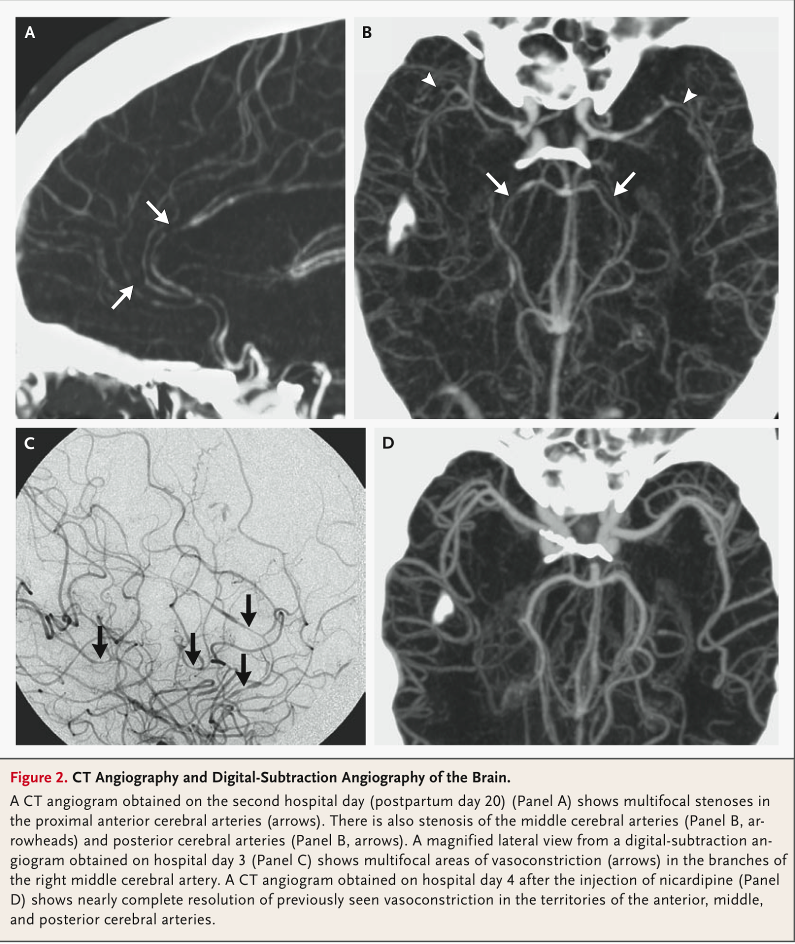 A
B
C
D
Figure 2. CT Angiography and Digital-Subtraction Angiography of the Brain.
A CT angiogram obtained on the second hospital day (postpartum day 20) (Panel A) shows multifocal stenoses in
the proximal anterior cerebral arteries (arrows). There is also stenosis of the middle cerebral arteries (Panel B, ar-
rowheads) and posterior cerebral arteries (Panel B, arrows). A magnified lateral view from a digital-subtraction an-
giogram obtained on hospital day 3 (Panel C) shows multifocal areas of vasoconstriction (arrows) in the branches of
the right middle cerebral artery. A CT angiogram obtained on hospital day 4 after the injection of nicardipine (Panel
D) shows nearly complete resolution of previously seen vasoconstriction in the territories of the anterior, middle,
and posterior cerebral arteries.